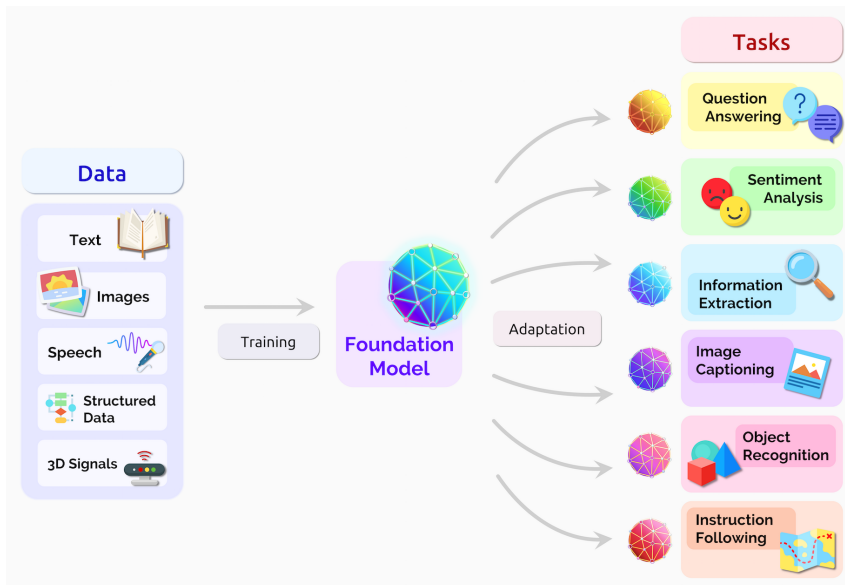 Data
Text
Images
Speech
Structured
Data
3D Signals
Training
Foundation
Model
Adaptation
Tasks
Question
Answering
Sentiment
Analysis
Information
Extraction
Image
Captioning
Object
Recognition
Instruction
Following